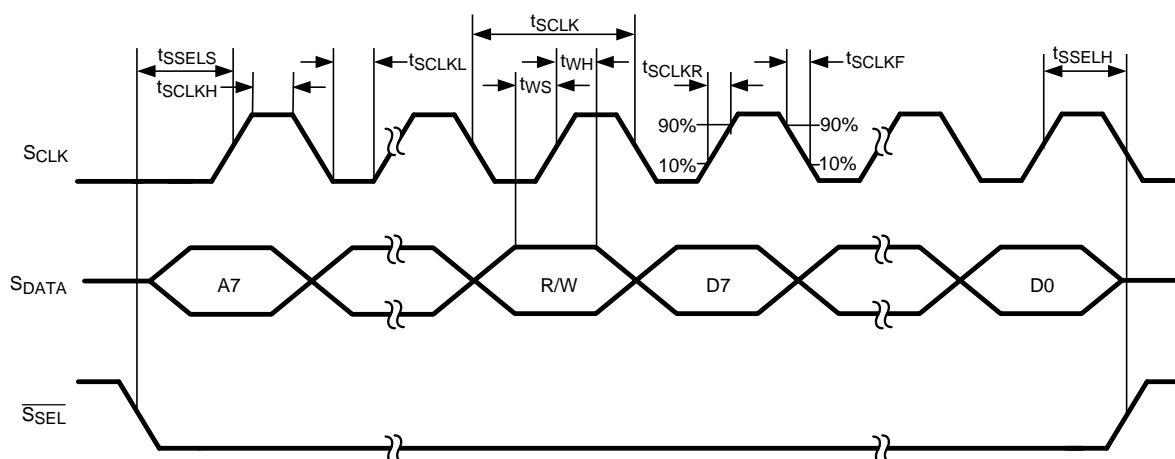 tSCLK
tSSELS
tSCLKL
tWH
tSCLKR
tSCLKF
tSSELH
tSCLKH
tWS
90%
90%
SCLK
10%
10%
SDATA
A7
R/W
D7
D0
SSEL